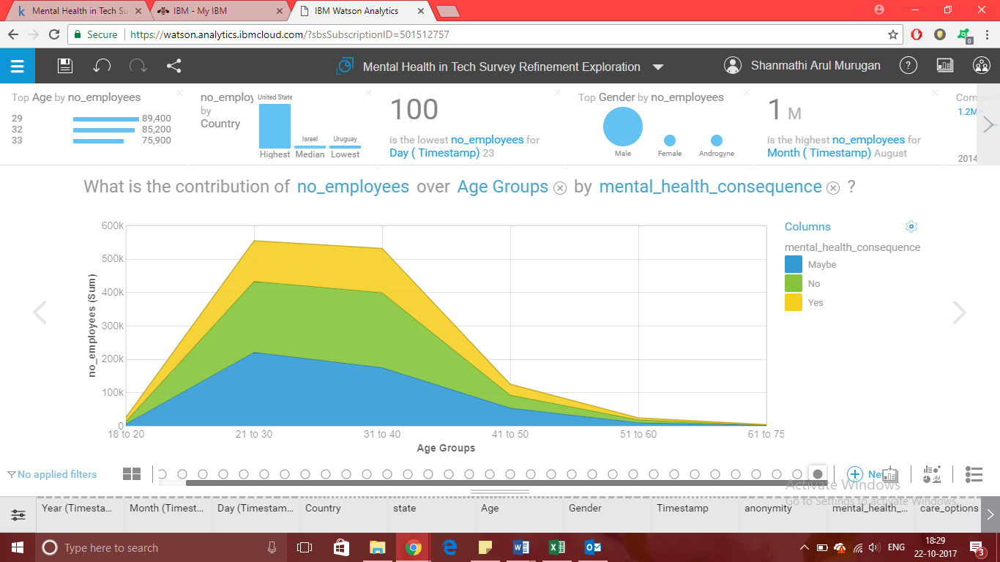 Mental Health in Tech Su
IBM - My IBM
IBM Watson Analytics
Secure
https://watson.analytics.ibmcloud.com/?sbsSubscriptionID=501512757
0
Mental Health in Tech Survey Refinement Exploration
Shanmathi Arul Murugan
?
Top Age by no_employees
29 89,400
32 85,200
33 75,900
no_employ
by
Country
United State
Israel
Uruguay
Highest Median Lowest
100
is the lowest no_employees for
Day ( Timestamp) 23
Top Gender by no_employees
Male Female Androgyne
1 M
is the highest no_employees for
Month ( Timestamp) August
1.2M
2014
What is the contribution of no_employees over Age Groups by mental_health_consequence ?
600k
500k
400k
300k
200k
100k
0
no_employees (Sum)
18 to 20 21 to 30 31 to 40 41 to 50 51 to 60 61 to 75
Age Groups
Columns
mental_health_consequence
Maybe
No
Yes
No applied filters
Activate Windows
Go to Settings to activate Windows.
Year (Timesta...
Month (Timest...
Day (Timestam...
Country
state
Age
Gender
Timestamp
anonymity
mental_health_...
care_options
Type here to search
ENG
18:29
22-10-2017
3